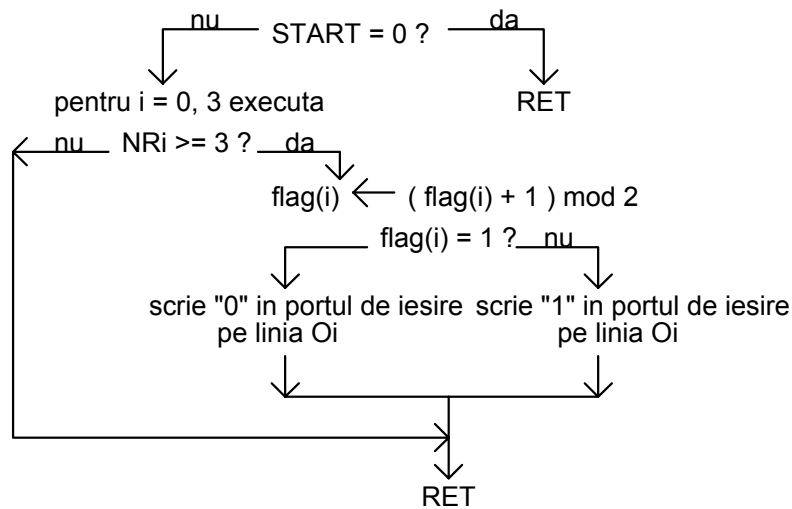 nu START = 0 ? da
pentru i = 0, 3 executa RET
nu NRi >= 3 ? da
flag(i) ( flag(i) + 1 ) mod 2
flag(i) = 1 ? nu
scrie "0" in portul de iesire scrie "1" in portul de iesire
pe linia Oi pe linia Oi
RET